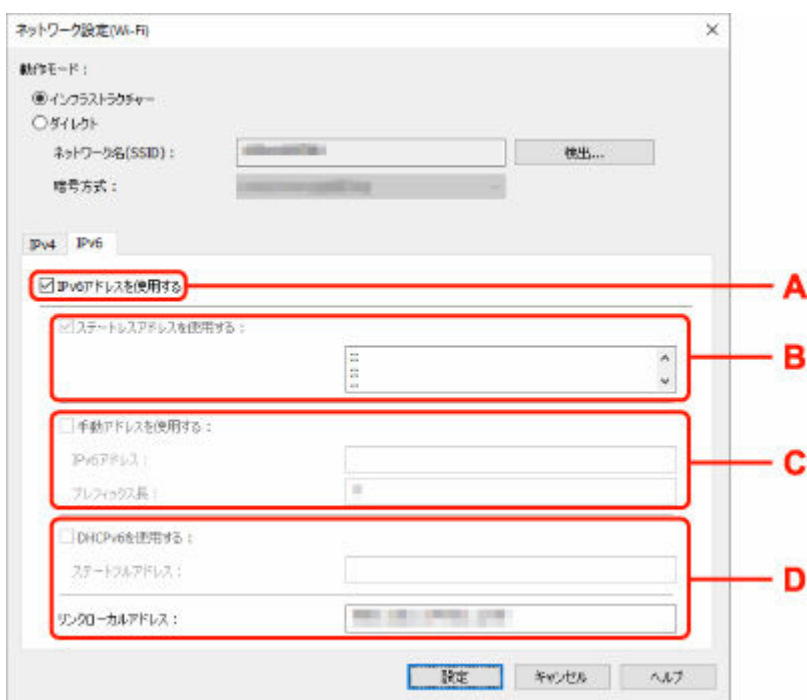 ネットワーク設定(Wi-Fi)
動作モード：
インフラストラクチャー
ダイレクト
ネットワーク名(SSID)：
検出...
暗号方式：
IPv4 IPv6
IPv6アドレスを使用する
A
ステートレスアドレスを使用する：
::
::
::
B
手動アドレスを使用する：
IPv6アドレス：
プレフィックス長：
C
DHCPv6を使用する：
ステートフルアドレス：
D
リンクローカルアドレス：
設定 キャンセル ヘルプ